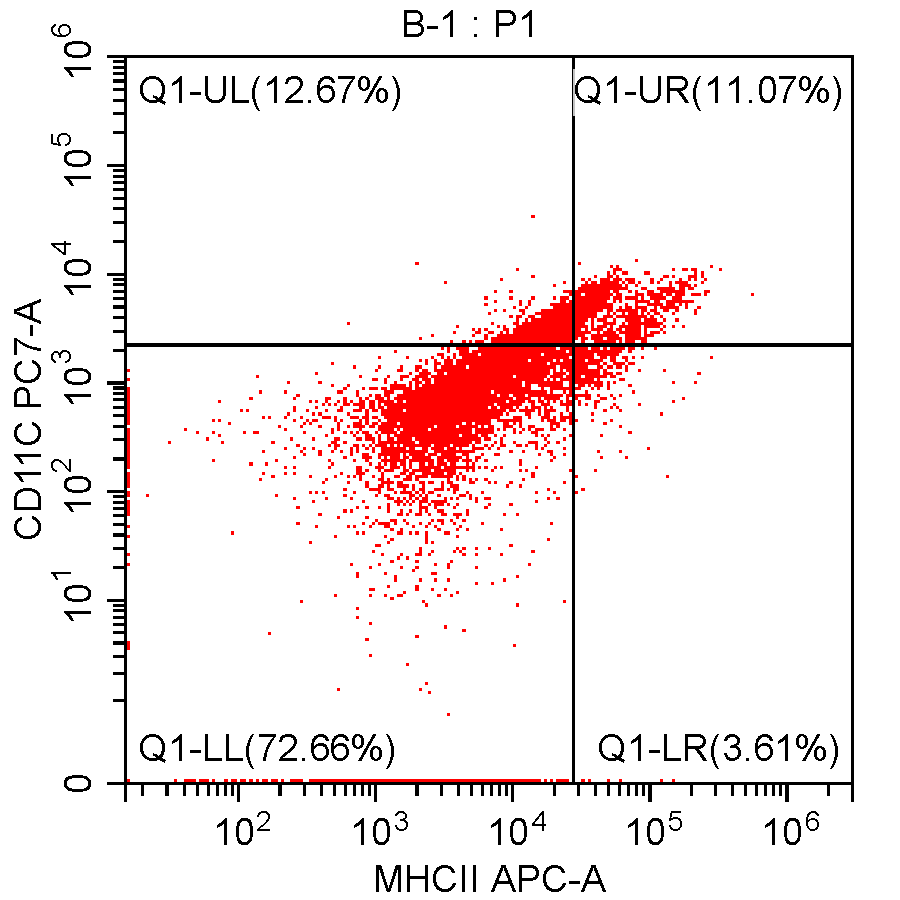 B-1 : P1
Q1-UL(12.67%)
Q1-UR(11.07%)
10^6
10^5
10^4
10^3
10^2
10^1
0
CD11C PC7-A
Q1-LL(72.66%)
Q1-LR(3.61%)
10^2
10^3
10^4
10^5
10^6
MHCII APC-A